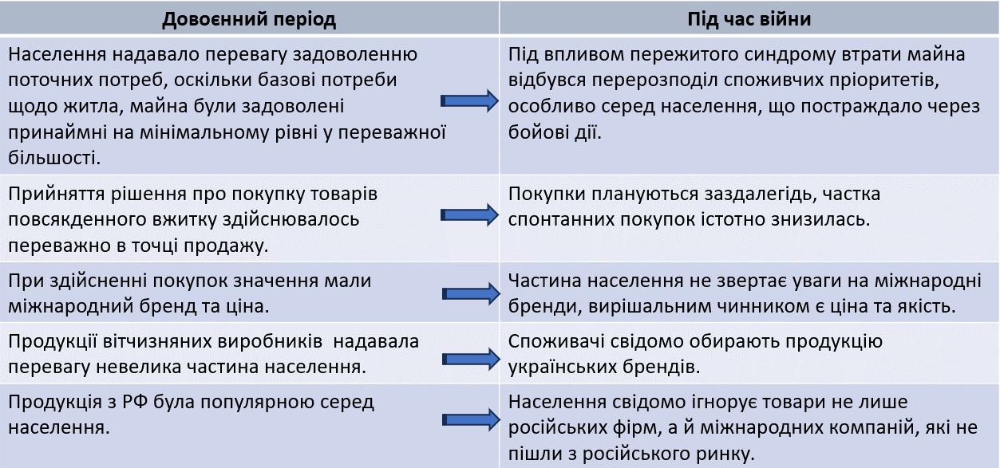 Довоєнний період
Під час війни
Населення надавало перевагу задоволенню
поточних потреб, оскільки базові потреби
щодо житла, майна були задоволені
принаймні на мінімальному рівні у переважної
більшості.
Під впливом пережитого синдрому втрати майна
відбувся перерозподіл споживчих пріоритетів,
особливо серед населення, що постраждало через
бойові дії.
Прийняття рішення про покупку товарів
повсякденного вжитку здійснювалось
переважно в точці продажу.
Покупки плануються заздалегідь, частка
спонтанних покупок істотно знизилась.
При здійсненні покупок значення мали
міжнародний бренд та ціна.
Частина населення не звертає уваги на міжнародні
бренди, вирішальним чинником є ціна та якість.
Продукції вітчизняних виробників надавала
перевагу невелика частина населення.
Споживачі свідомо обирають продукцію
українських брендів.
Продукція з РФ була популярною серед
населення.
Населення свідомо ігнорує товари не лише
російських фірм, а й міжнародних компаній, які не
пішли з російського ринку.